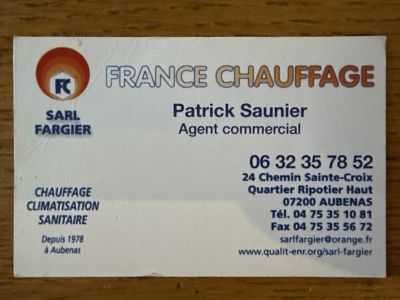 FC
FRANCE CHAUFFAGE
SARL
FARGIER
Patrick Saunier
Agent commercial
06 32 35 78 52
24 Chemin Sainte-Croix
Quartier Ripotier Haut
07200 AUBENAS
Tél. 04 75 35 10 81
Fax 04 75 35 56 72
sarlfargier@orange.fr
www.qualit-enr.org/sarl-fargier
CHAUFFAGE
CLIMATISATION
SANITAIRE
Depuis 1978
à Aubenas